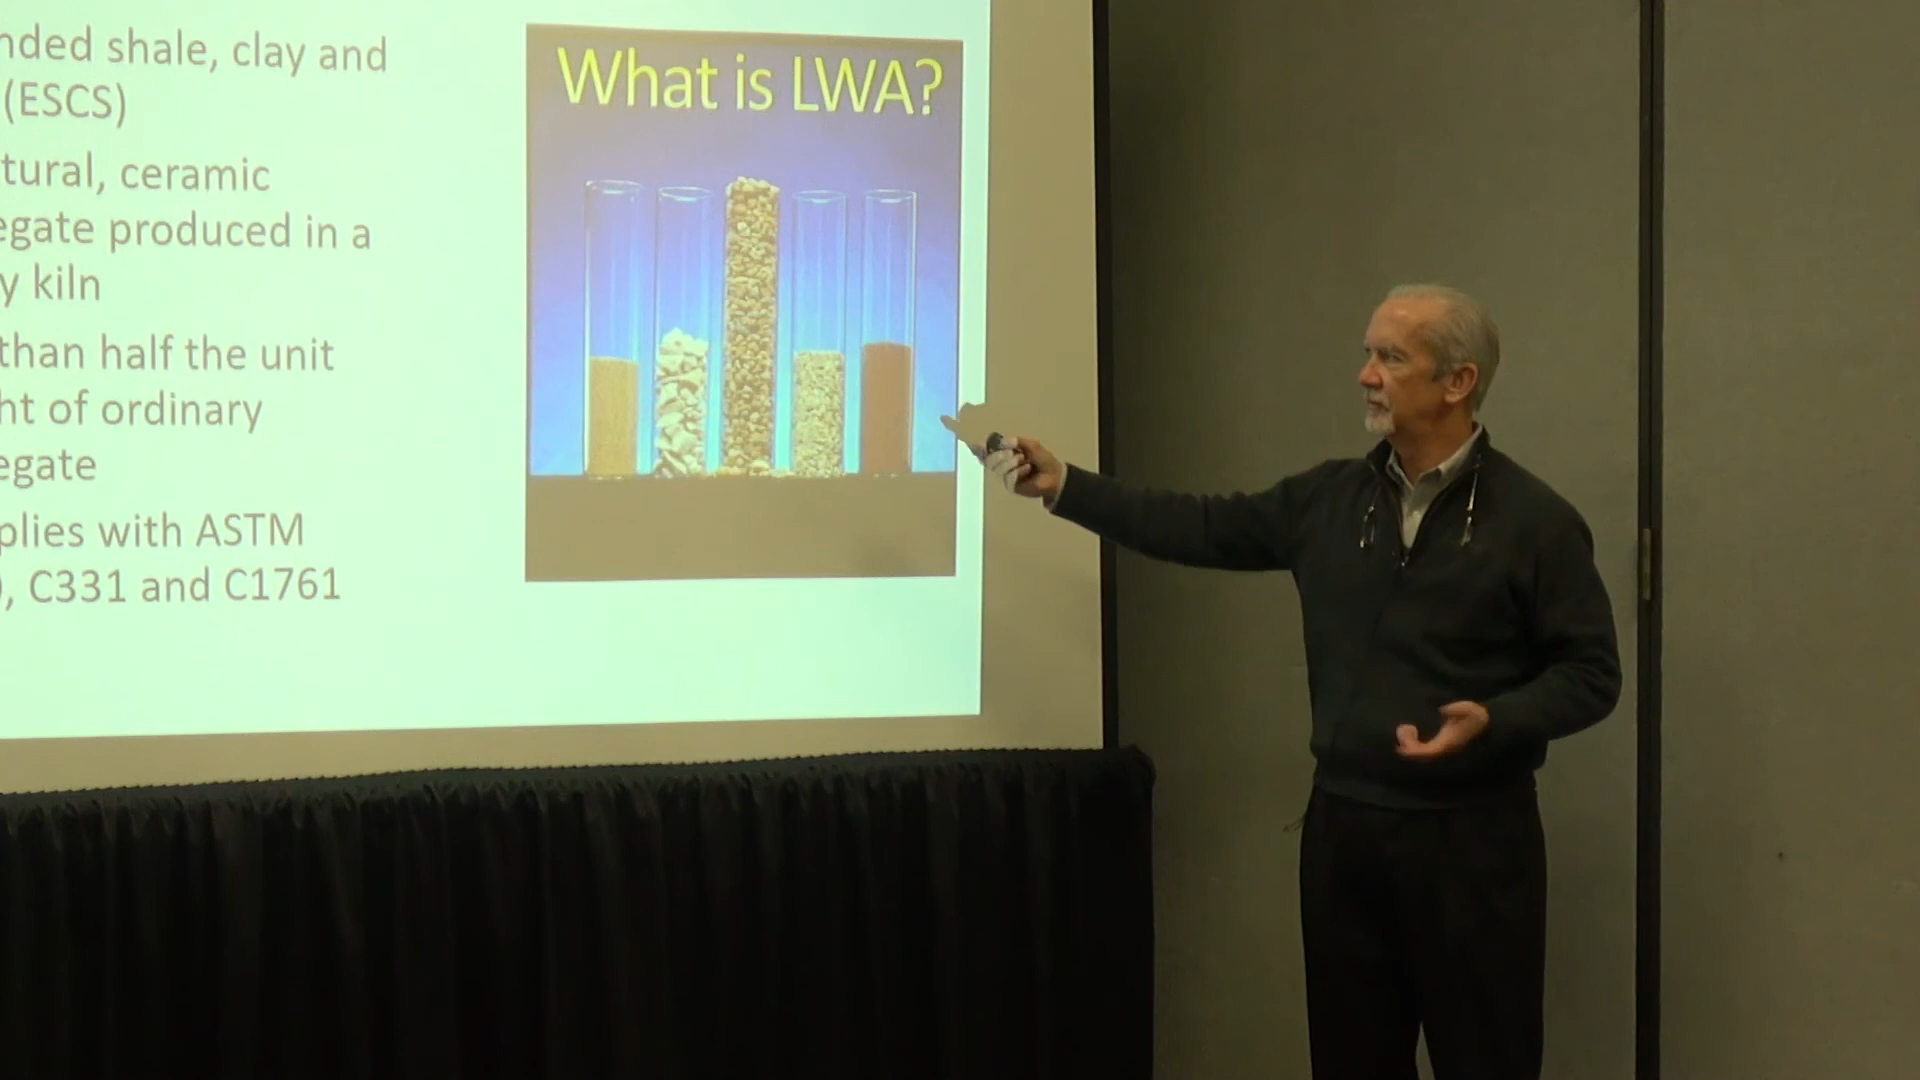 nded shale, clay and
(ESCS)
tural, ceramic
egate produced in a
y kiln
than half the unit
ht of ordinary
egate
plies with ASTM
), C331 and C1761
What is LWA?